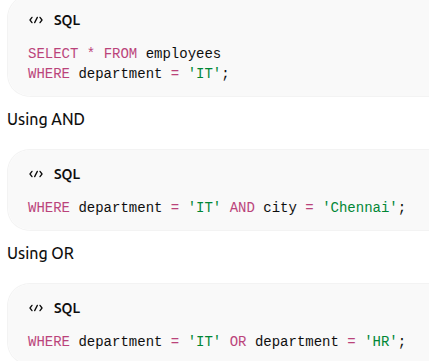 SQL
SELECT * FROM employees
WHERE department = 'IT';
Using AND
SQL
WHERE department = 'IT' AND city = 'Chennai';
Using OR
SQL
WHERE department = 'IT' OR department = 'HR';